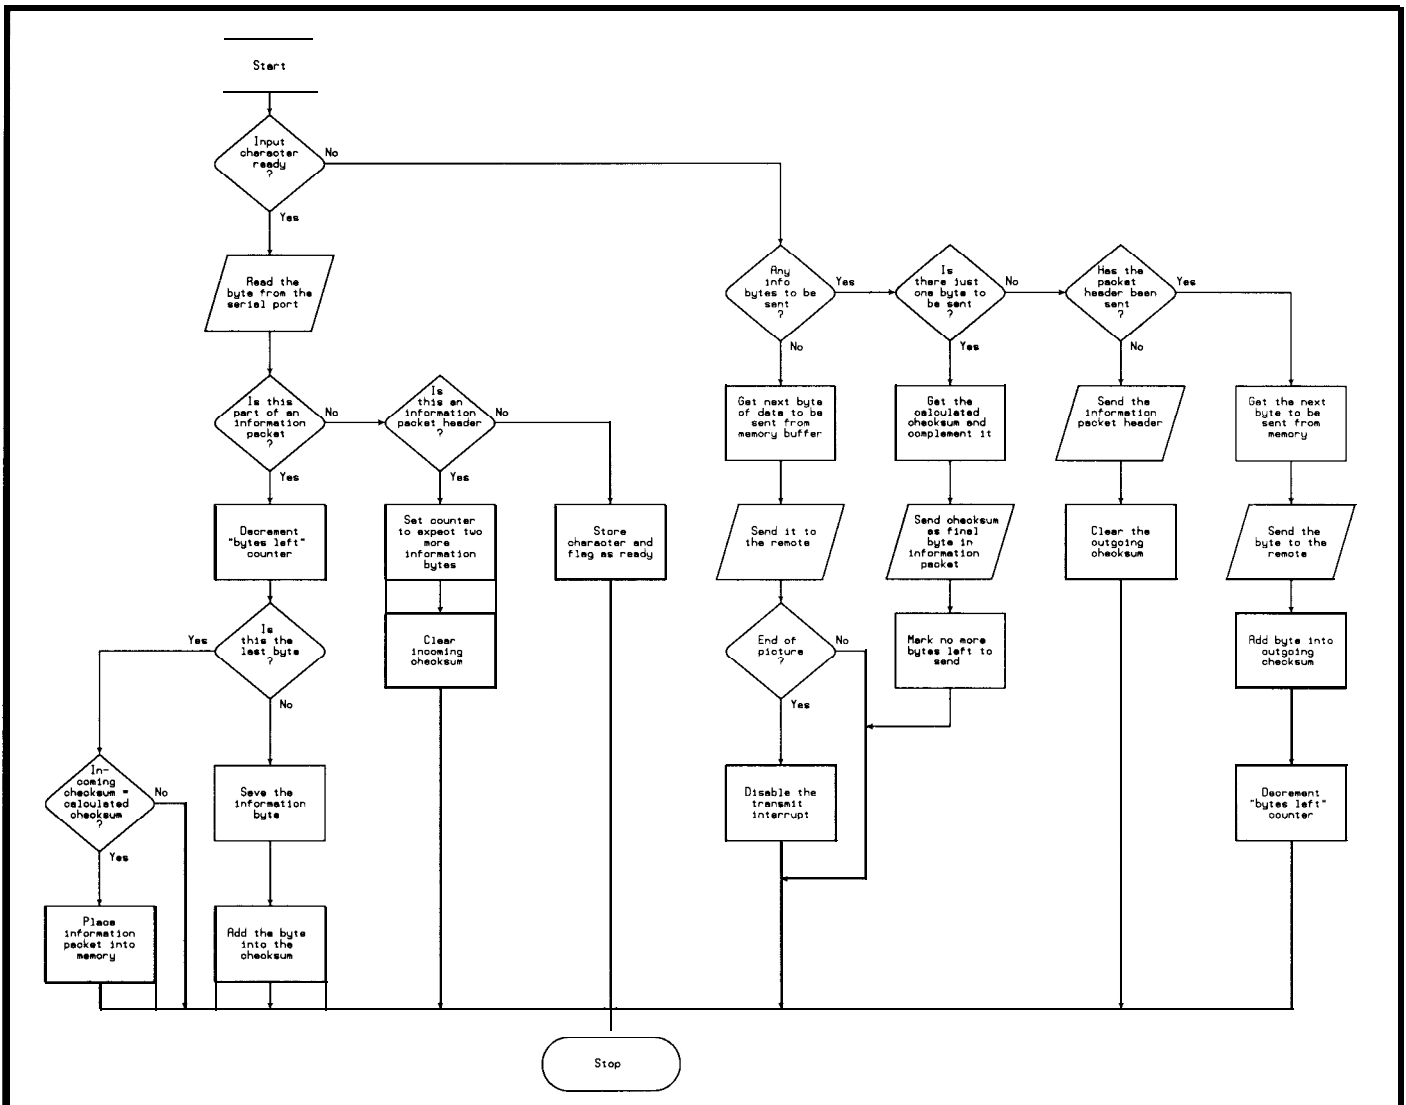 Start
Input
character
ready
?
No
Yes
Read the
byte from the
serial port
Any
info
bytes to be
sent
?
Yes
No
Is
there just
one byte to
be sent
?
No
Yes
Has the
packet
header been
sent
?
Yes
No
Is this
part of an
information
packet
?
No
Yes
Is
this an
information
packet header
?
No
Yes
Get next byte
of data to be
sent from
memory buffer
Get the
calculated
checksum and
complement it
Send the
information
packet header
Get the next
byte to be
sent from
memory
Decrement
"bytes left"
counter
Set counter
to expect two
more
information
bytes
Store
character and
flag as ready
Send it to
the remote
Send checksum
as final
byte in
information
packet
Clear the
outgoing
checksum
Send the
byte to the
remote
Is
this the
last byte
?
Yes
No
Clear
incoming
checksum
End of
picture
?
No
Yes
Mark no more
bytes left to
send
Add byte into
outgoing
checksum
In-
coming
checksum =
calculated
checksum
?
No
Yes
Save the
information
byte
Disable the
transmit
interrupt
Decrement
"bytes left"
counter
Place
information
packet into
memory
Add the byte
into the
checksum
Stop